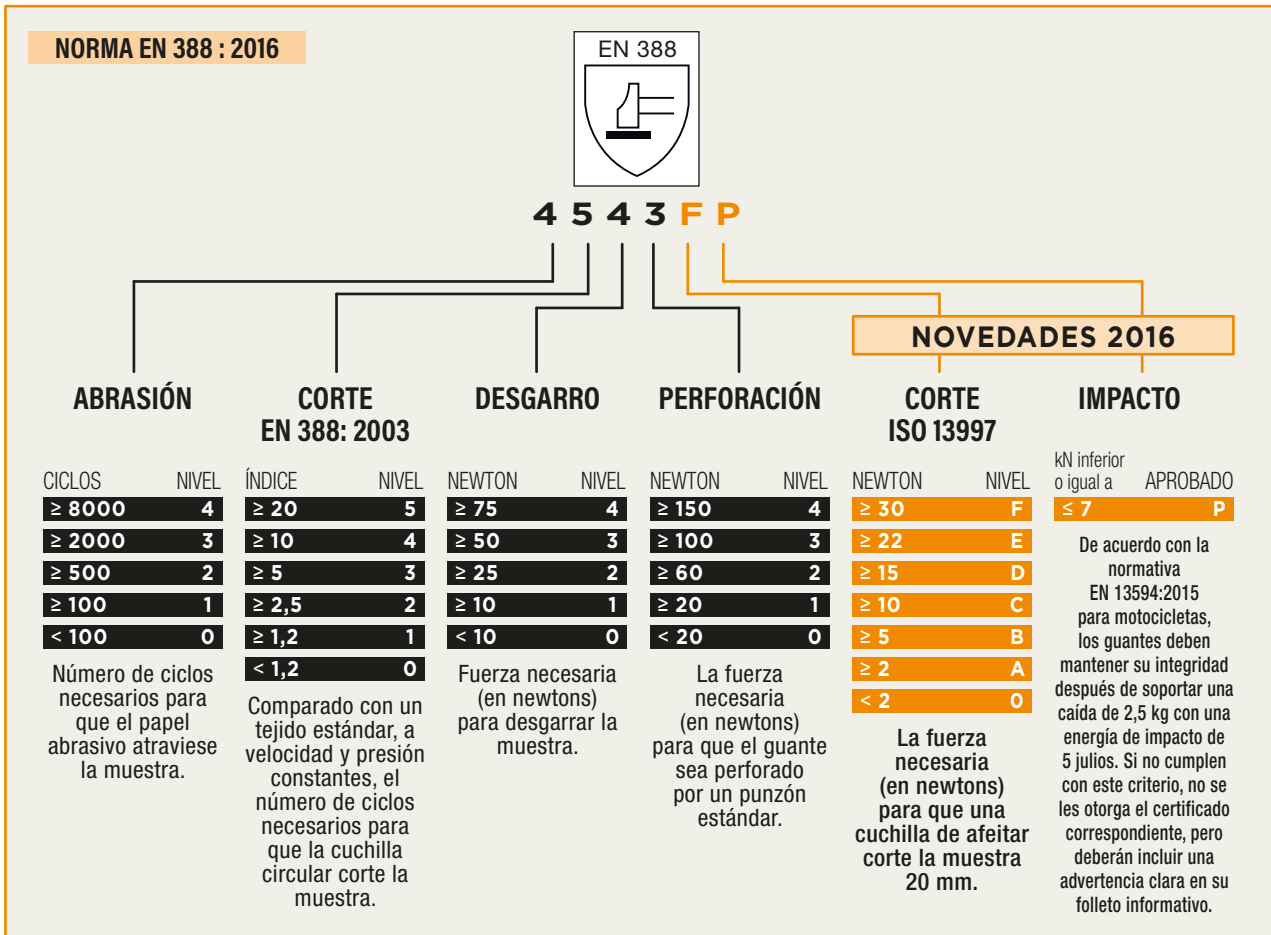 NORMA EN 388 : 2016
EN 388
4 5 4 3 F P
NOVEDADES 2016
ABRASIÓN
CICLOS NIVEL
≥ 8000 4
≥ 2000 3
≥ 500 2
≥ 100 1
< 100 0
Número de ciclos
necesarios para
que el papel
abrasivo atraviese
la muestra.
CORTE
EN 388: 2003
ÍNDICE NIVEL
≥ 20 5
≥ 10 4
≥ 5 3
≥ 2,5 2
≥ 1,2 1
< 1,2 0
Comparado con un
tejido estándar, a
velocidad y presión
constantes, el
número de ciclos
necesarios para
que la cuchilla
circular corte la
muestra.
DESGARRO
NEWTON NIVEL
≥ 75 4
≥ 50 3
≥ 25 2
≥ 10 1
< 10 0
Fuerza necesaria
(en newtons)
para desgarrar la
muestra.
PERFORACIÓN
NEWTON NIVEL
≥ 150 4
≥ 100 3
≥ 60 2
≥ 20 1
< 20 0
La fuerza
necesaria
(en newtons)
para que el guante
sea perforado
por un punzón
estándar.
CORTE
ISO 13997
NEWTON NIVEL
≥ 30 F
≥ 22 E
≥ 15 D
≥ 10 C
≥ 5 B
≥ 2 A
< 2 0
La fuerza
necesaria
(en newtons)
para que una
cuchilla de afeitar
corte la muestra
20 mm.
IMPACTO
kN inferior
o igual a APROBADO
≤ 7 P
De acuerdo con la
normativa
EN 13594:2015
para motocicletas,
los guantes deben
mantener su integridad
después de soportar una
caída de 2,5 kg con una
energía de impacto de
5 julios. Si no cumplen
con este criterio, no se
les otorga el certificado
correspondiente, pero
deberán incluir una
advertencia clara en su
folleto informativo.